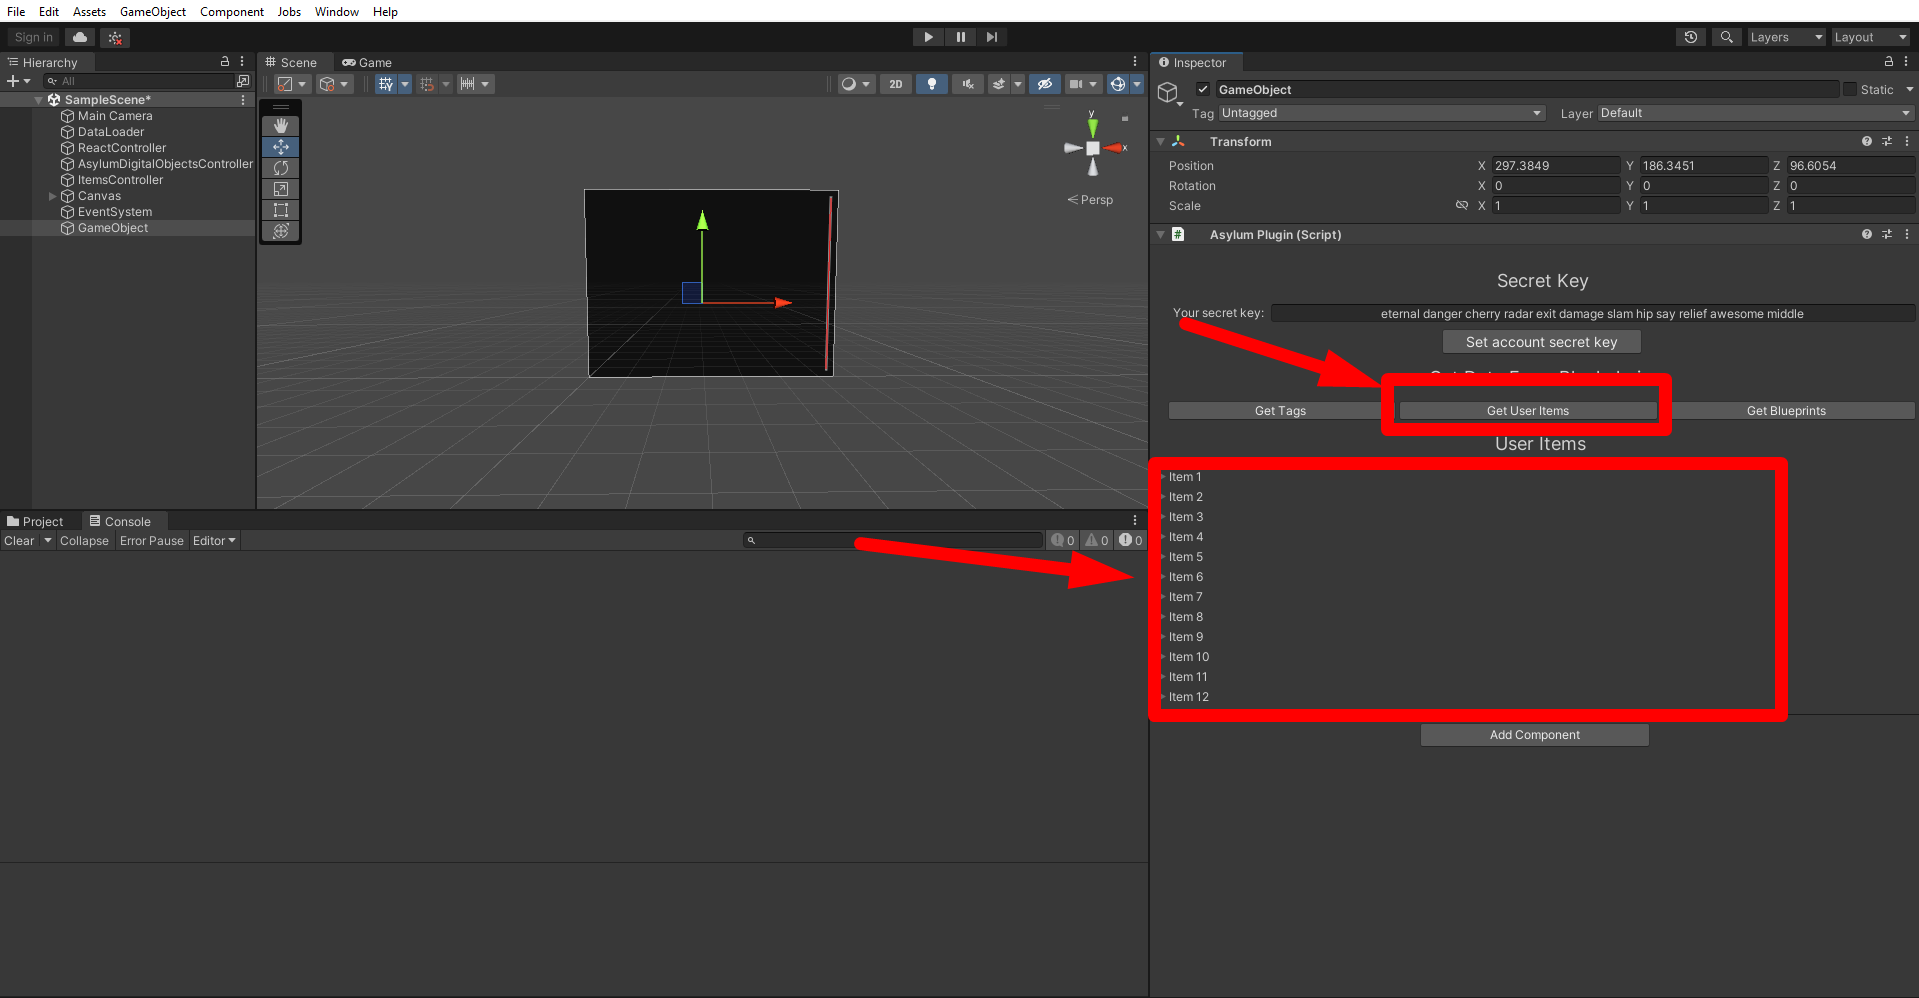 File Edit Assets GameObject Component Jobs Window Help
Sign in
Layers Layout
Hierarchy
All
SampleScene*
Main Camera
DataLoader
ReactController
AsylumDigitalObjectsController
ItemsController
Canvas
EventSystem
GameObject
Scene Game
2D
y
x
Persp
Project Console
Clear Collapse Error Pause Editor
0 0 0
Inspector
GameObject Static
Tag Untagged Layer Default
Transform
Position X 297.3849 Y 186.3451 Z 96.6054
Rotation X 0 Y 0 Z 0
Scale X 1 Y 1 Z 1
# Asylum Plugin (Script)
Secret Key
Your secret key: eternal danger cherry radar exit damage slam hip say relief awesome middle
Set account secret key
Get Tags Get User Items Get Blueprints
User Items
Item 1
Item 2
Item 3
Item 4
Item 5
Item 6
Item 7
Item 8
Item 9
Item 10
Item 11
Item 12
Add Component